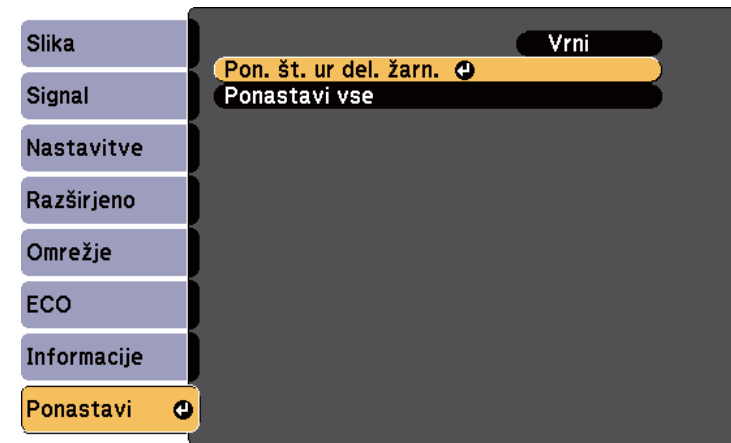 Slika
Signal
Nastavitve
Razširjeno
Omrežje
ECO
Informacije
Ponastavi
Vrni
Pon. št. ur del. žarn.
Ponastavi vse